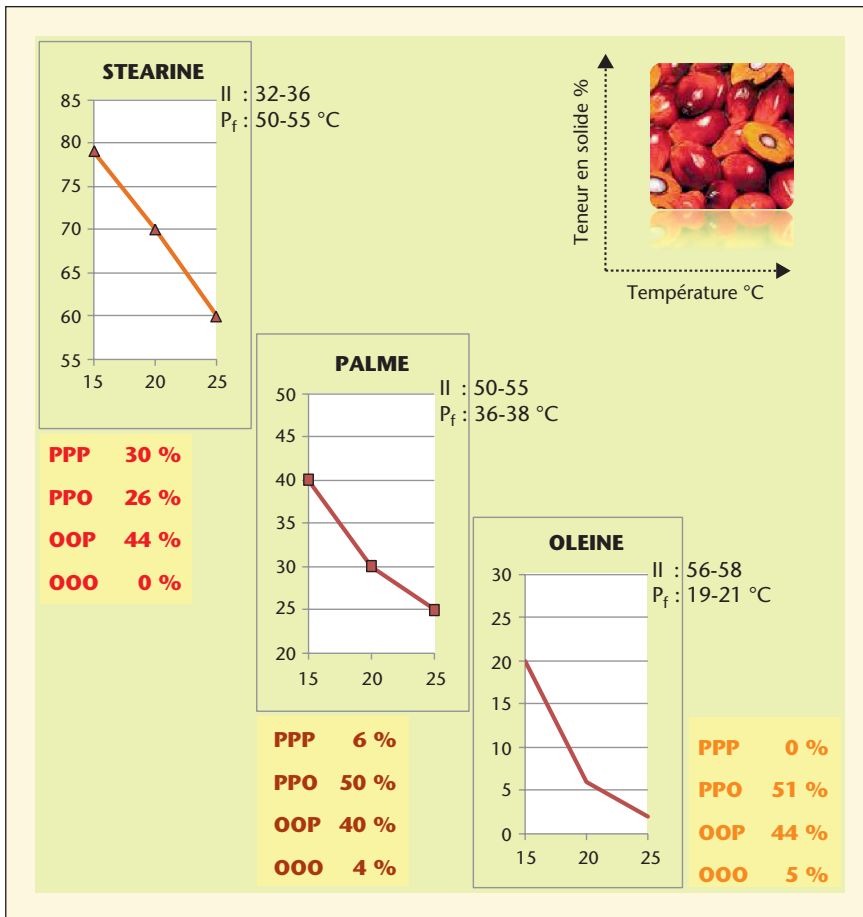 STEARINE
II : 32-36
Pf : 50-55 °C
85
80
75
70
65
60
55
15 20 25
PPP 30 %
PPO 26 %
OOP 44 %
OOO 0 %
Teneur en solide %
Température °C
PALME
II : 50-55
Pf : 36-38 °C
50
45
40
35
30
25
20
15 20 25
PPP 6 %
PPO 50 %
OOP 40 %
OOO 4 %
OLEINE
II : 56-58
Pf : 19-21 °C
30
25
20
15
10
5
0
15 20 25
PPP 0 %
PPO 51 %
OOP 44 %
OOO 5 %